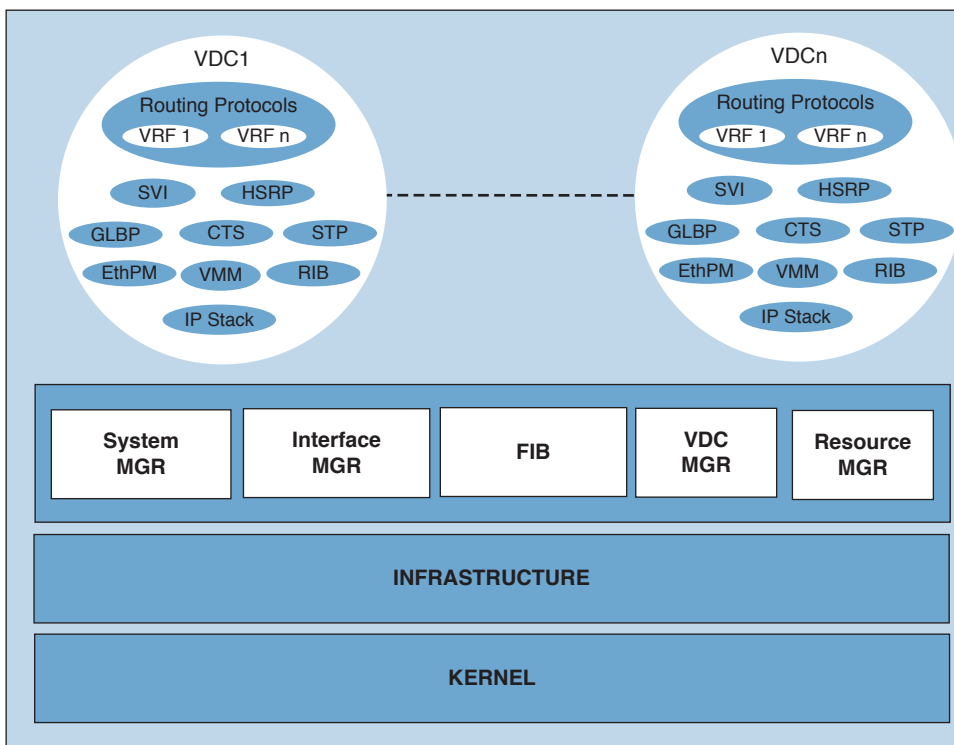 VDC1
Routing Protocols
VRF 1 VRF n
SVI HSRP
GLBP CTS STP
EthPM VMM RIB
IP Stack
VDCn
Routing Protocols
VRF 1 VRF n
SVI HSRP
GLBP CTS STP
EthPM VMM RIB
IP Stack
System
MGR
Interface
MGR
FIB
VDC
MGR
Resource
MGR
INFRASTRUCTURE
KERNEL